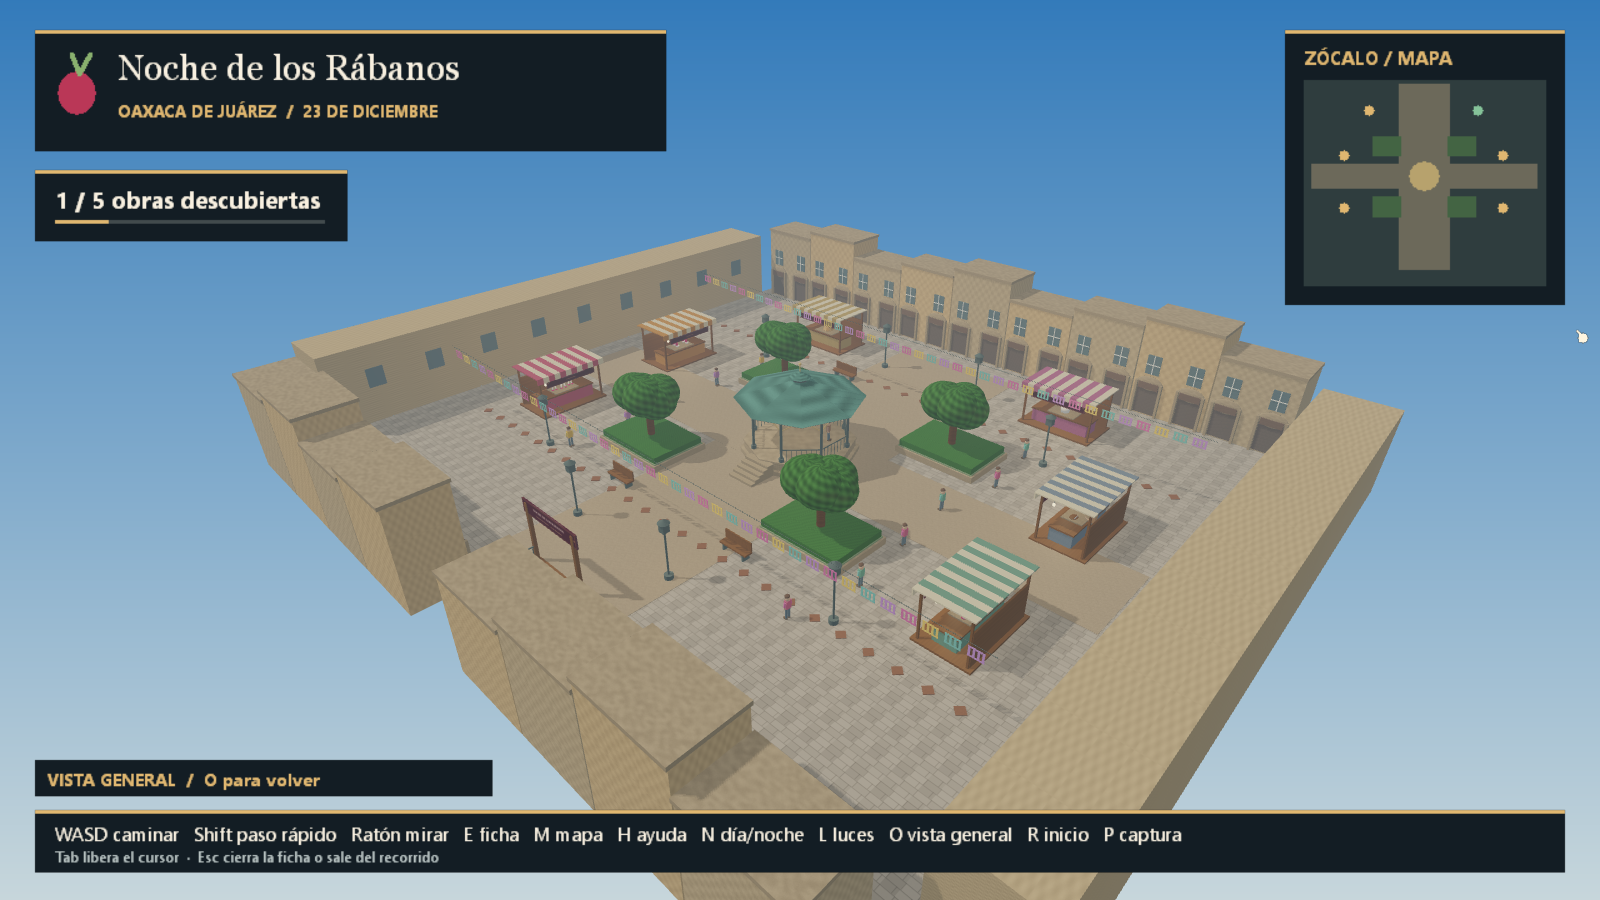 Noche de los Rábanos
OAXACA DE JUÁREZ / 23 DE DICIEMBRE
1 / 5 obras descubiertas
ZÓCALO / MAPA
VISTA GENERAL / O para volver
WASD caminar Shift paso rápido Ratón mirar E ficha M mapa H ayuda N día/noche L luces O vista general R inicio P captura
Tab libera el cursor · Esc cierra la ficha o sale del recorrido